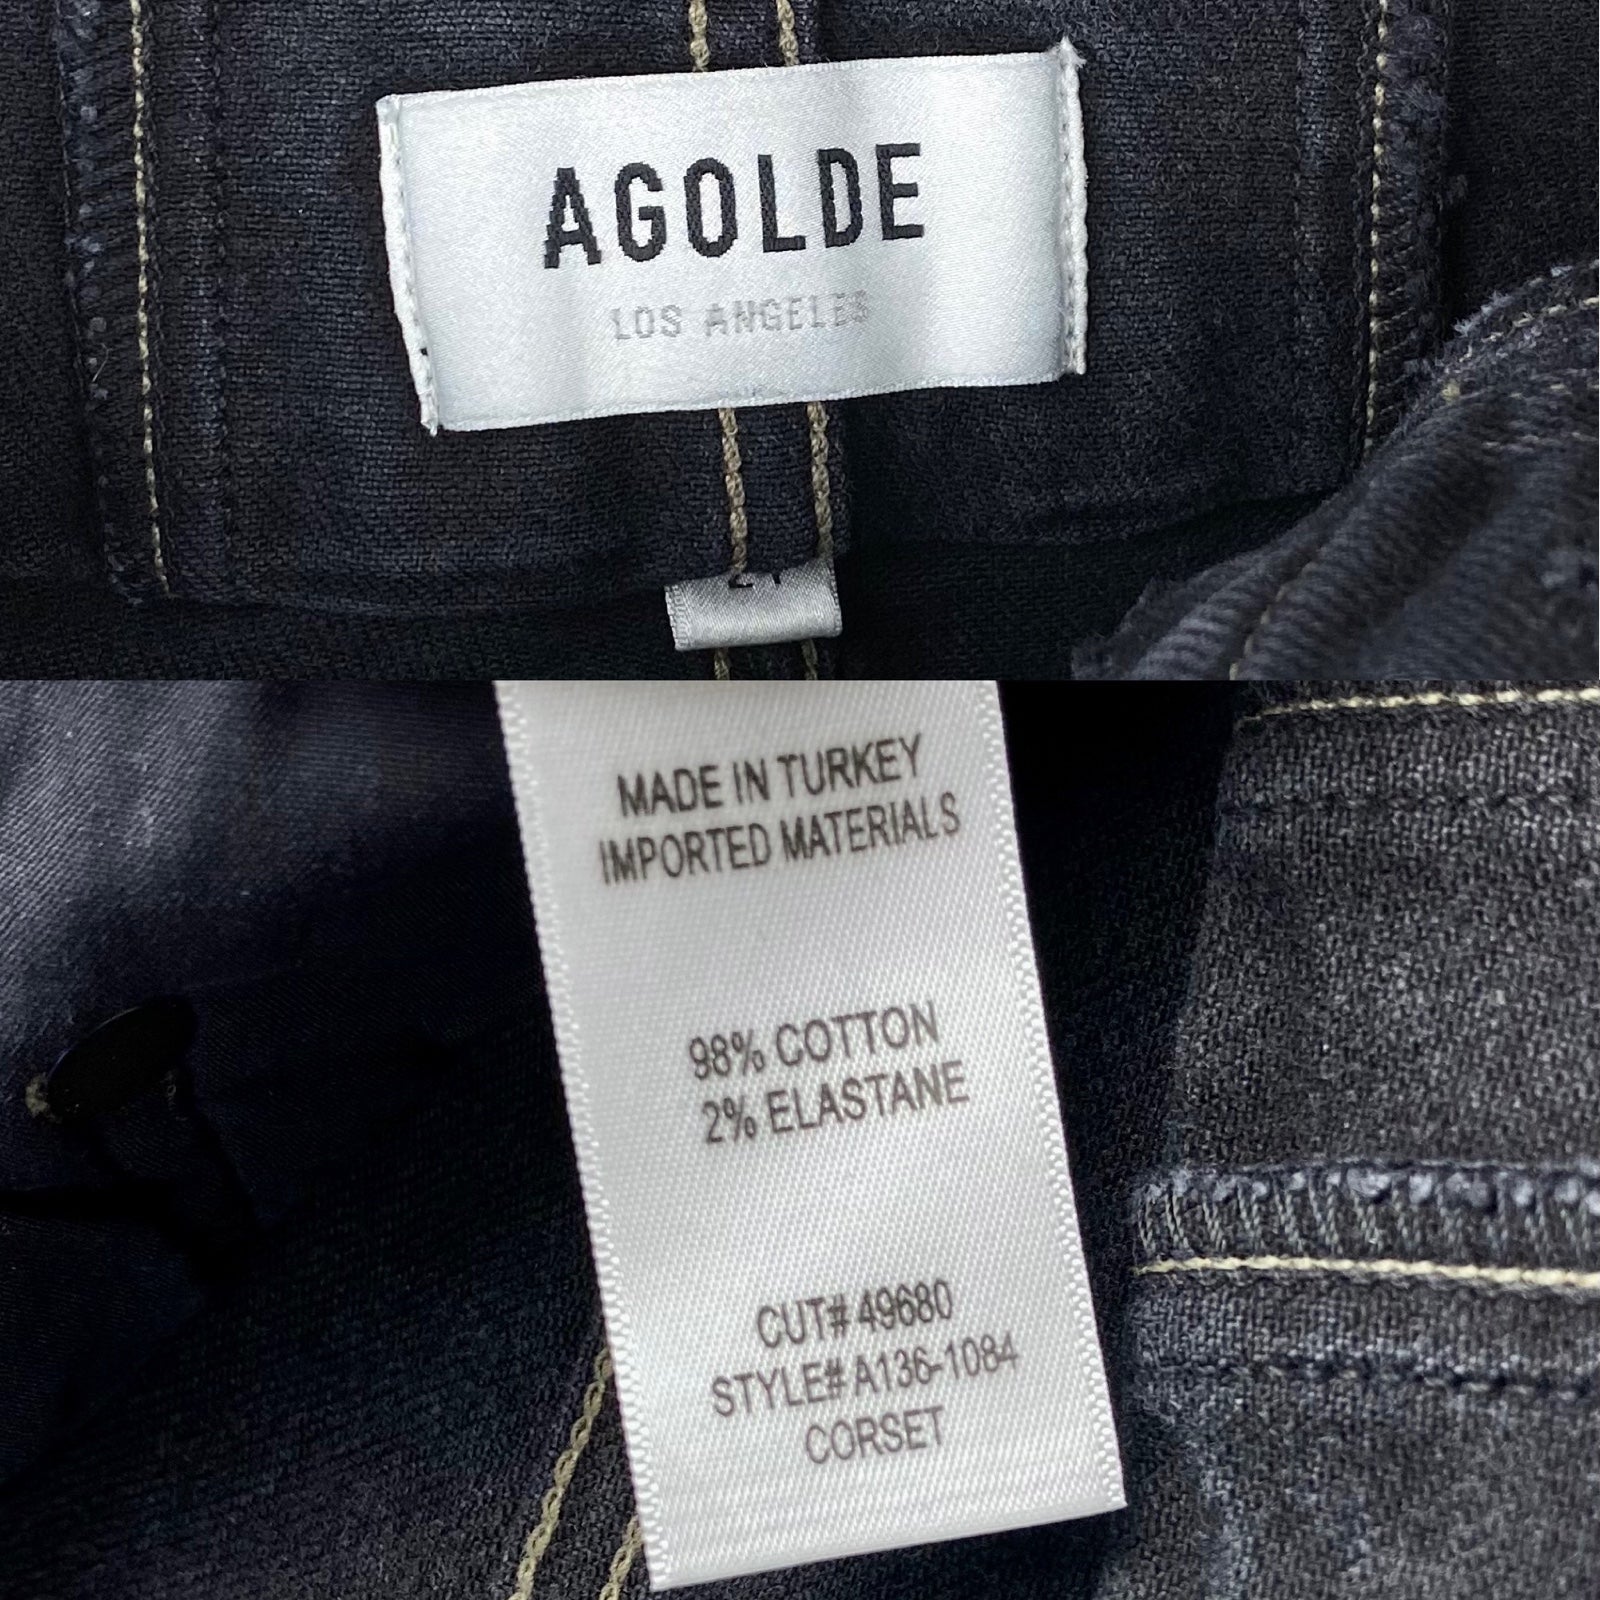 AGOLDE
LOS ANGELES
MADE IN TURKEY
IMPORTED MATERIALS
98% COTTON
2% ELASTANE
CUT# 49680
STYLE# A136-1084
CORSET